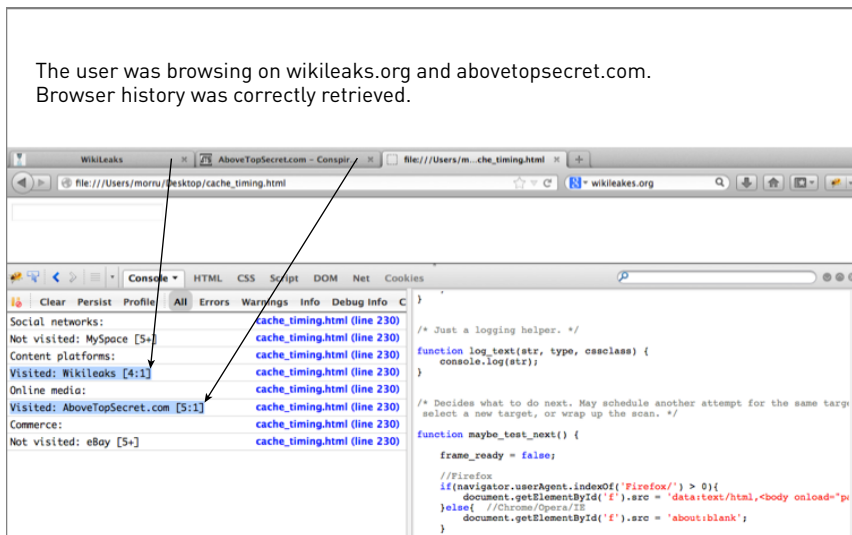 The user was browsing on wikileaks.org and abovetopsecret.com.
Browser history was correctly retrieved.
WikiLeaks
AboveTopSecret.com - Conspir...
file:///Users/m...che_timing.html
file:///Users/morru/Desktop/cache_timing.html
wikileakes.org
Console HTML CSS Script DOM Net Cookies
Clear Persist Profile All Errors Warnings Info Debug Info C
Social networks: cache_timing.html (line 230)
Not visited: MySpace [5+] cache_timing.html (line 230)
Content platforms: cache_timing.html (line 230)
Visited: Wikileaks [4:1] cache_timing.html (line 230)
Online media: cache_timing.html (line 230)
Visited: AboveTopSecret.com [5:1] cache_timing.html (line 230)
Commerce: cache_timing.html (line 230)
Not visited: eBay [5+] cache_timing.html (line 230)
}
/* Just a logging helper. */
function log_text(str, type, cssclass) {
console.log(str);
}
/* Decides what to do next. May schedule another attempt for the same targe
select a new target, or wrap up the scan. */
function maybe_test_next() {
frame_ready = false;
//Firefox
if(navigator.userAgent.indexOf('Firefox/') > 0){
document.getElementById('f').src = 'data:text/html,<body onload="p
}else{ //Chrome/Opera/IE
document.getElementById('f').src = 'about:blank';
}